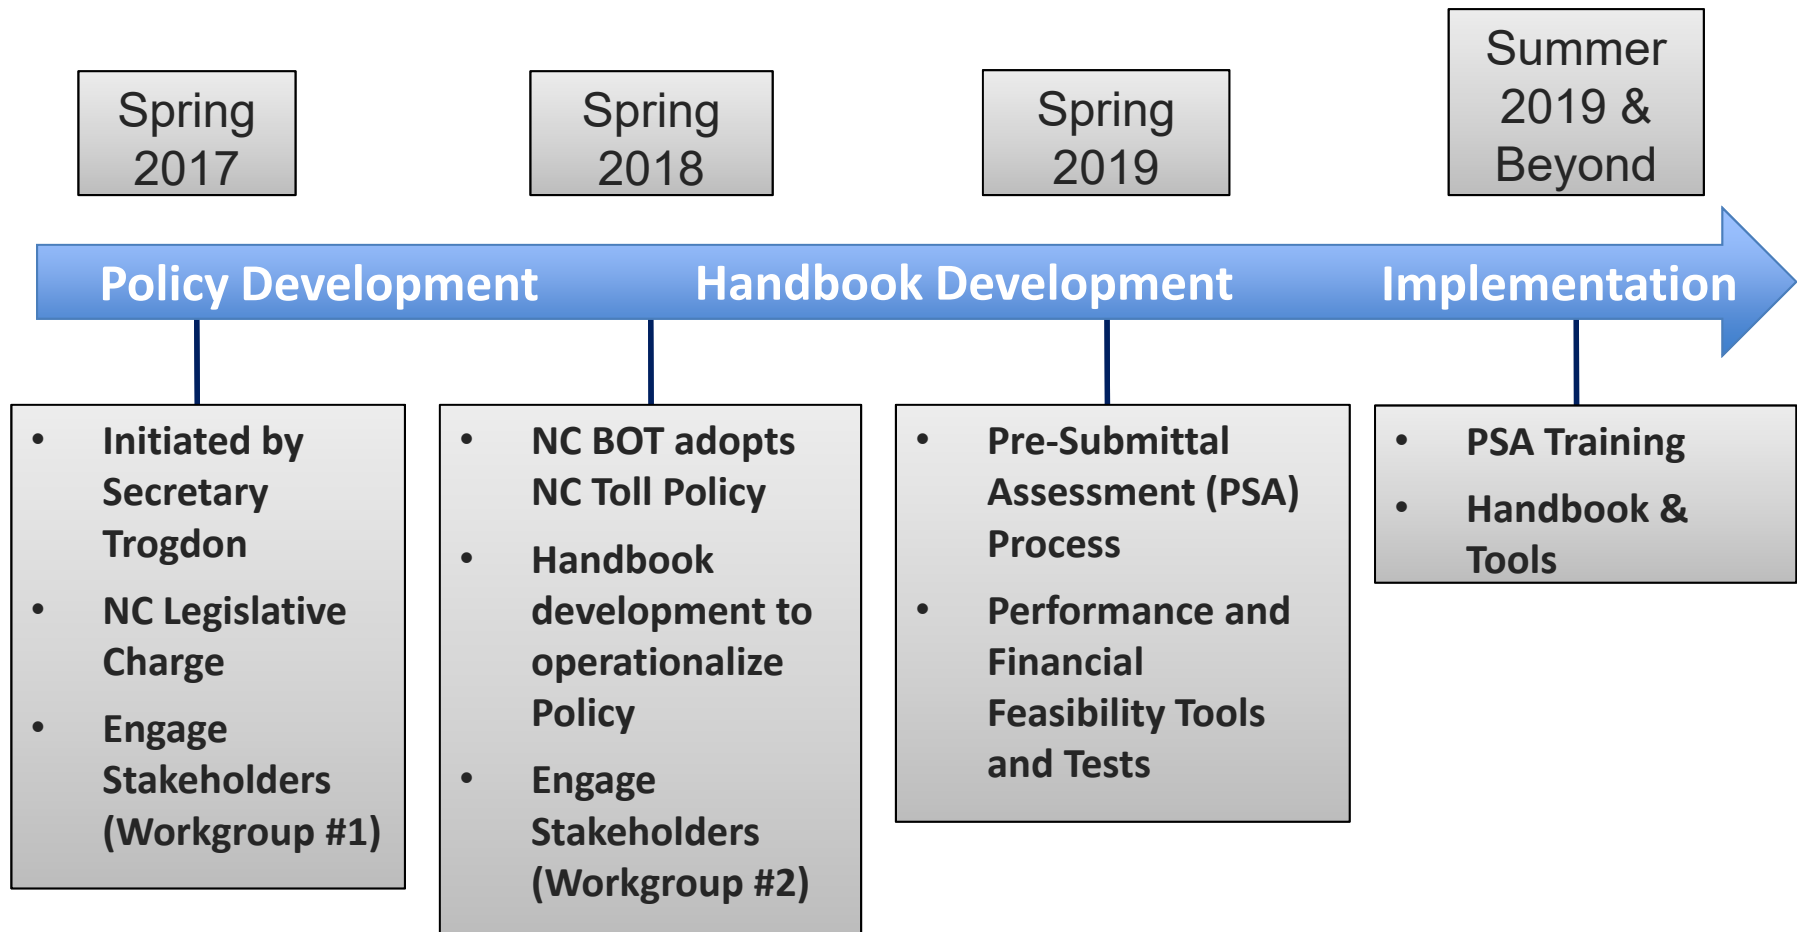 Spring
2017
Spring
2018
Spring
2019
Summer
2019 &
Beyond
Policy Development
Handbook Development
Implementation
• Initiated by
Secretary
Trogdon
• NC Legislative
Charge
• Engage
Stakeholders
(Workgroup #1)
• NC BOT adopts
NC Toll Policy
• Handbook
development to
operationalize
Policy
• Engage
Stakeholders
(Workgroup #2)
• Pre-Submittal
Assessment (PSA)
Process
• Performance and
Financial
Feasibility Tools
and Tests
• PSA Training
• Handbook &
Tools